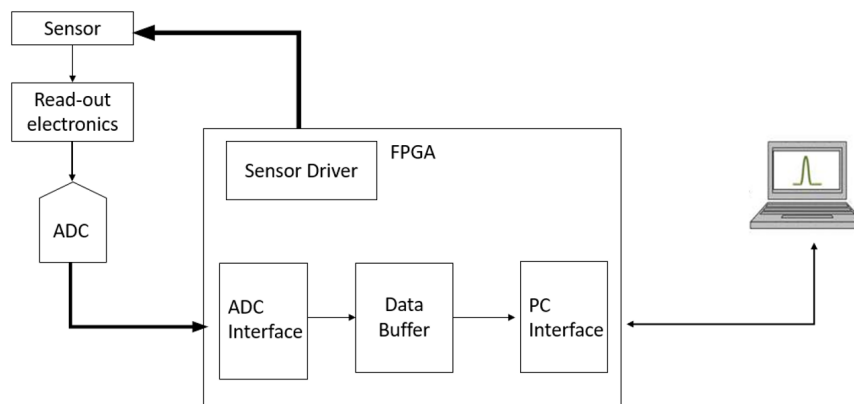 Sensor
Read-out
electronics
ADC
FPGA
Sensor Driver
ADC
Interface
Data
Buffer
PC
Interface